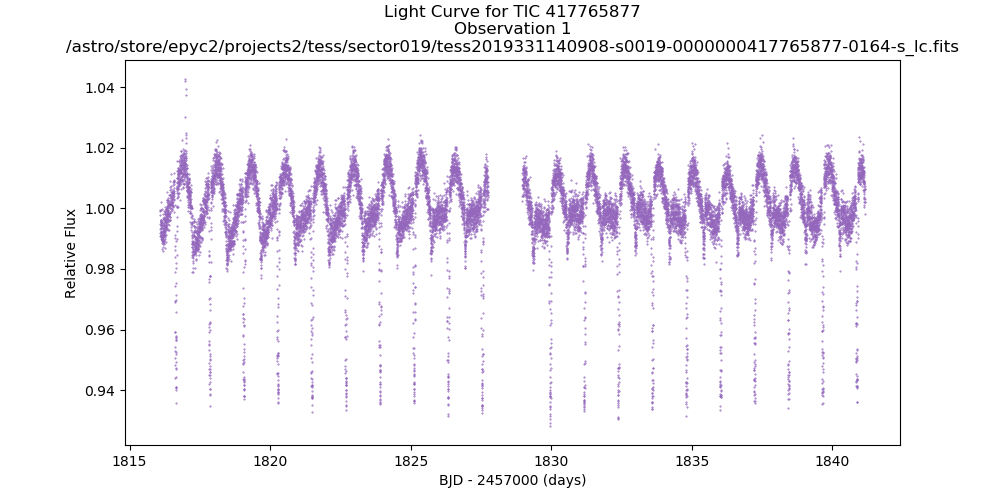 Light Curve for TIC 417765877
Observation 1
/astro/store/epyc2/projects2/tess/sector019/tess2019331140908-s0019-0000000417765877-0164-s_lc.fits
1.04
1.02
1.00
0.98
0.96
0.94
Relative Flux
1815
1820
1825
1830
1835
1840
BJD - 2457000 (days)